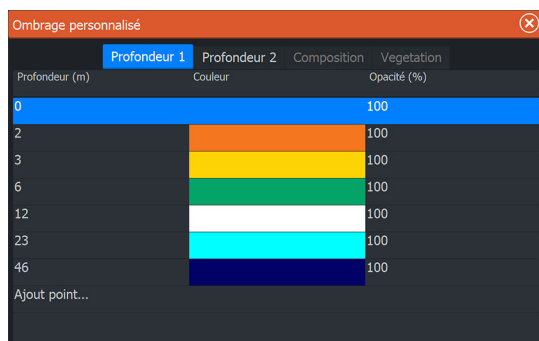 Ombrage personnalisé
Profondeur 1 Profondeur 2 Composition Vegetation
Profondeur (m) Couleur Opacité (%)
0 100
2 100
3 100
6 100
12 100
23 100
46 100
Ajout point...